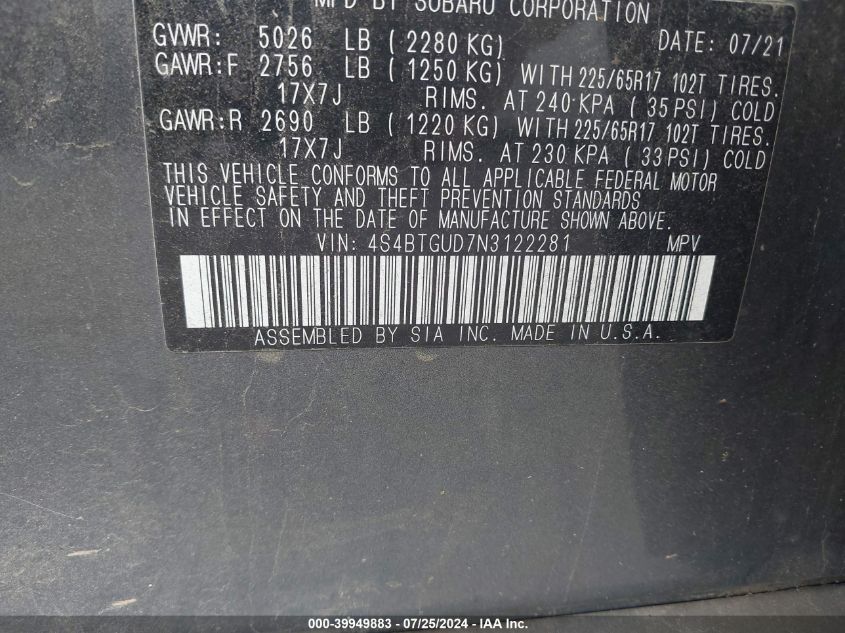 MFD BY SUBARU CORPORATION
GVWR: 5026 LB ( 2280 KG) DATE: 07/21
GAWR:F 2756 LB ( 1250 KG) WITH 225/65R17 102T TIRES.
17X7J RIMS. AT 240 KPA ( 35 PSI) COLD
GAWR:R 2690 LB ( 1220 KG) WITH 225/65R17 102T TIRES.
17X7J RIMS. AT 230 KPA ( 33 PSI) COLD
THIS VEHICLE CONFORMS TO ALL APPLICABLE FEDERAL MOTOR
VEHICLE SAFETY AND THEFT PREVENTION STANDARDS
IN EFFECT ON THE DATE OF MANUFACTURE SHOWN ABOVE.
VIN: 4S4BTGUD7N3122281 MPV
ASSEMBLED BY SIA INC. MADE IN U.S.A.
000-39949883 - 07/25/2024 - IAAI.com Inc.